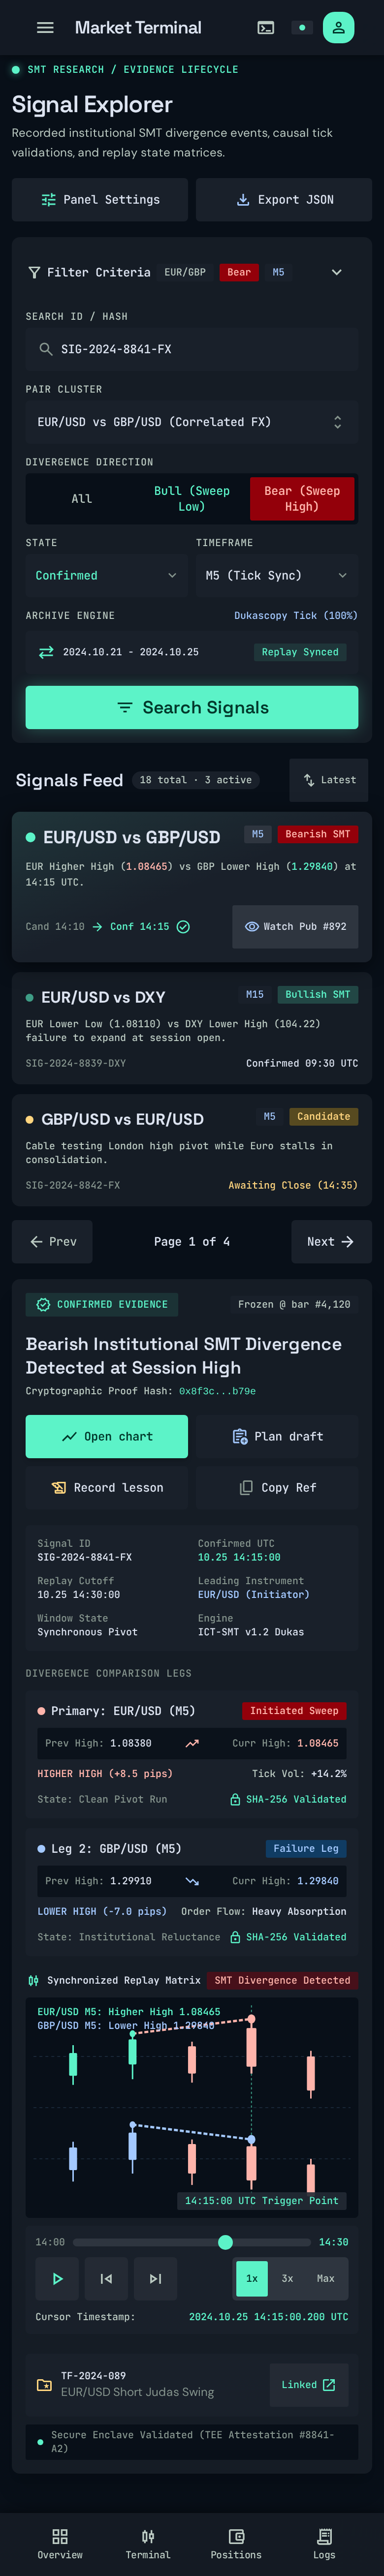 Market Terminal
SMT RESEARCH / EVIDENCE LIFECYCLE
Signal Explorer
Recorded institutional SMT divergence events, causal tick
validations, and replay state matrices.
Panel Settings
Export JSON
Filter Criteria
EUR/GBP
Bear
M5
SEARCH ID / HASH
SIG-2024-8841-FX
PAIR CLUSTER
EUR/USD vs GBP/USD (Correlated FX)
DIVERGENCE DIRECTION
All
Bull (Sweep
Low)
Bear (Sweep
High)
STATE
TIMEFRAME
Confirmed
M5 (Tick Sync)
ARCHIVE ENGINE
Dukascopy Tick (100%)
2024.10.21 - 2024.10.25
Replay Synced
Search Signals
Signals Feed
18 total · 3 active
Latest
EUR/USD vs GBP/USD
M5
Bearish SMT
EUR Higher High (1.08465) vs GBP Lower High (1.29840) at
14:15 UTC.
Cand 14:10 → Conf 14:15
Watch Pub #892
EUR/USD vs DXY
M15
Bullish SMT
EUR Lower Low (1.08110) vs DXY Lower High (104.22)
failure to expand at session open.
SIG-2024-8839-DXY
Confirmed 09:30 UTC
GBP/USD vs EUR/USD
M5
Candidate
Cable testing London high pivot while Euro stalls in
consolidation.
SIG-2024-8842-FX
Awaiting Close (14:35)
Prev
Page 1 of 4
Next
CONFIRMED EVIDENCE
Frozen @ bar #4,120
Bearish Institutional SMT Divergence
Detected at Session High
Cryptographic Proof Hash: 0x8f3c...b79e
Open chart
Plan draft
Record lesson
Copy Ref
Signal ID
Confirmed UTC
SIG-2024-8841-FX
10.25 14:15:00
Replay Cutoff
Leading Instrument
10.25 14:30:00
EUR/USD (Initiator)
Window State
Engine
Synchronous Pivot
ICT-SMT v1.2 Dukas
DIVERGENCE COMPARISON LEGS
Primary: EUR/USD (M5)
Initiated Sweep
Prev High: 1.08380
Curr High: 1.08465
HIGHER HIGH (+8.5 pips)
Tick Vol: +14.2%
State: Clean Pivot Run
SHA-256 Validated
Leg 2: GBP/USD (M5)
Failure Leg
Prev High: 1.29910
Curr High: 1.29840
LOWER HIGH (-7.0 pips)
Order Flow: Heavy Absorption
State: Institutional Reluctance
SHA-256 Validated
Synchronized Replay Matrix
SMT Divergence Detected
EUR/USD M5: Higher High 1.08465
GBP/USD M5: Lower High 1.29840
14:15:00 UTC Trigger Point
14:00
14:30
1x
3x
Max
Cursor Timestamp:
2024.10.25 14:15:00.200 UTC
TF-2024-089
EUR/USD Short Judas Swing
Linked
Secure Enclave Validated (TEE Attestation #8841-
A2)
Overview
Terminal
Positions
Logs